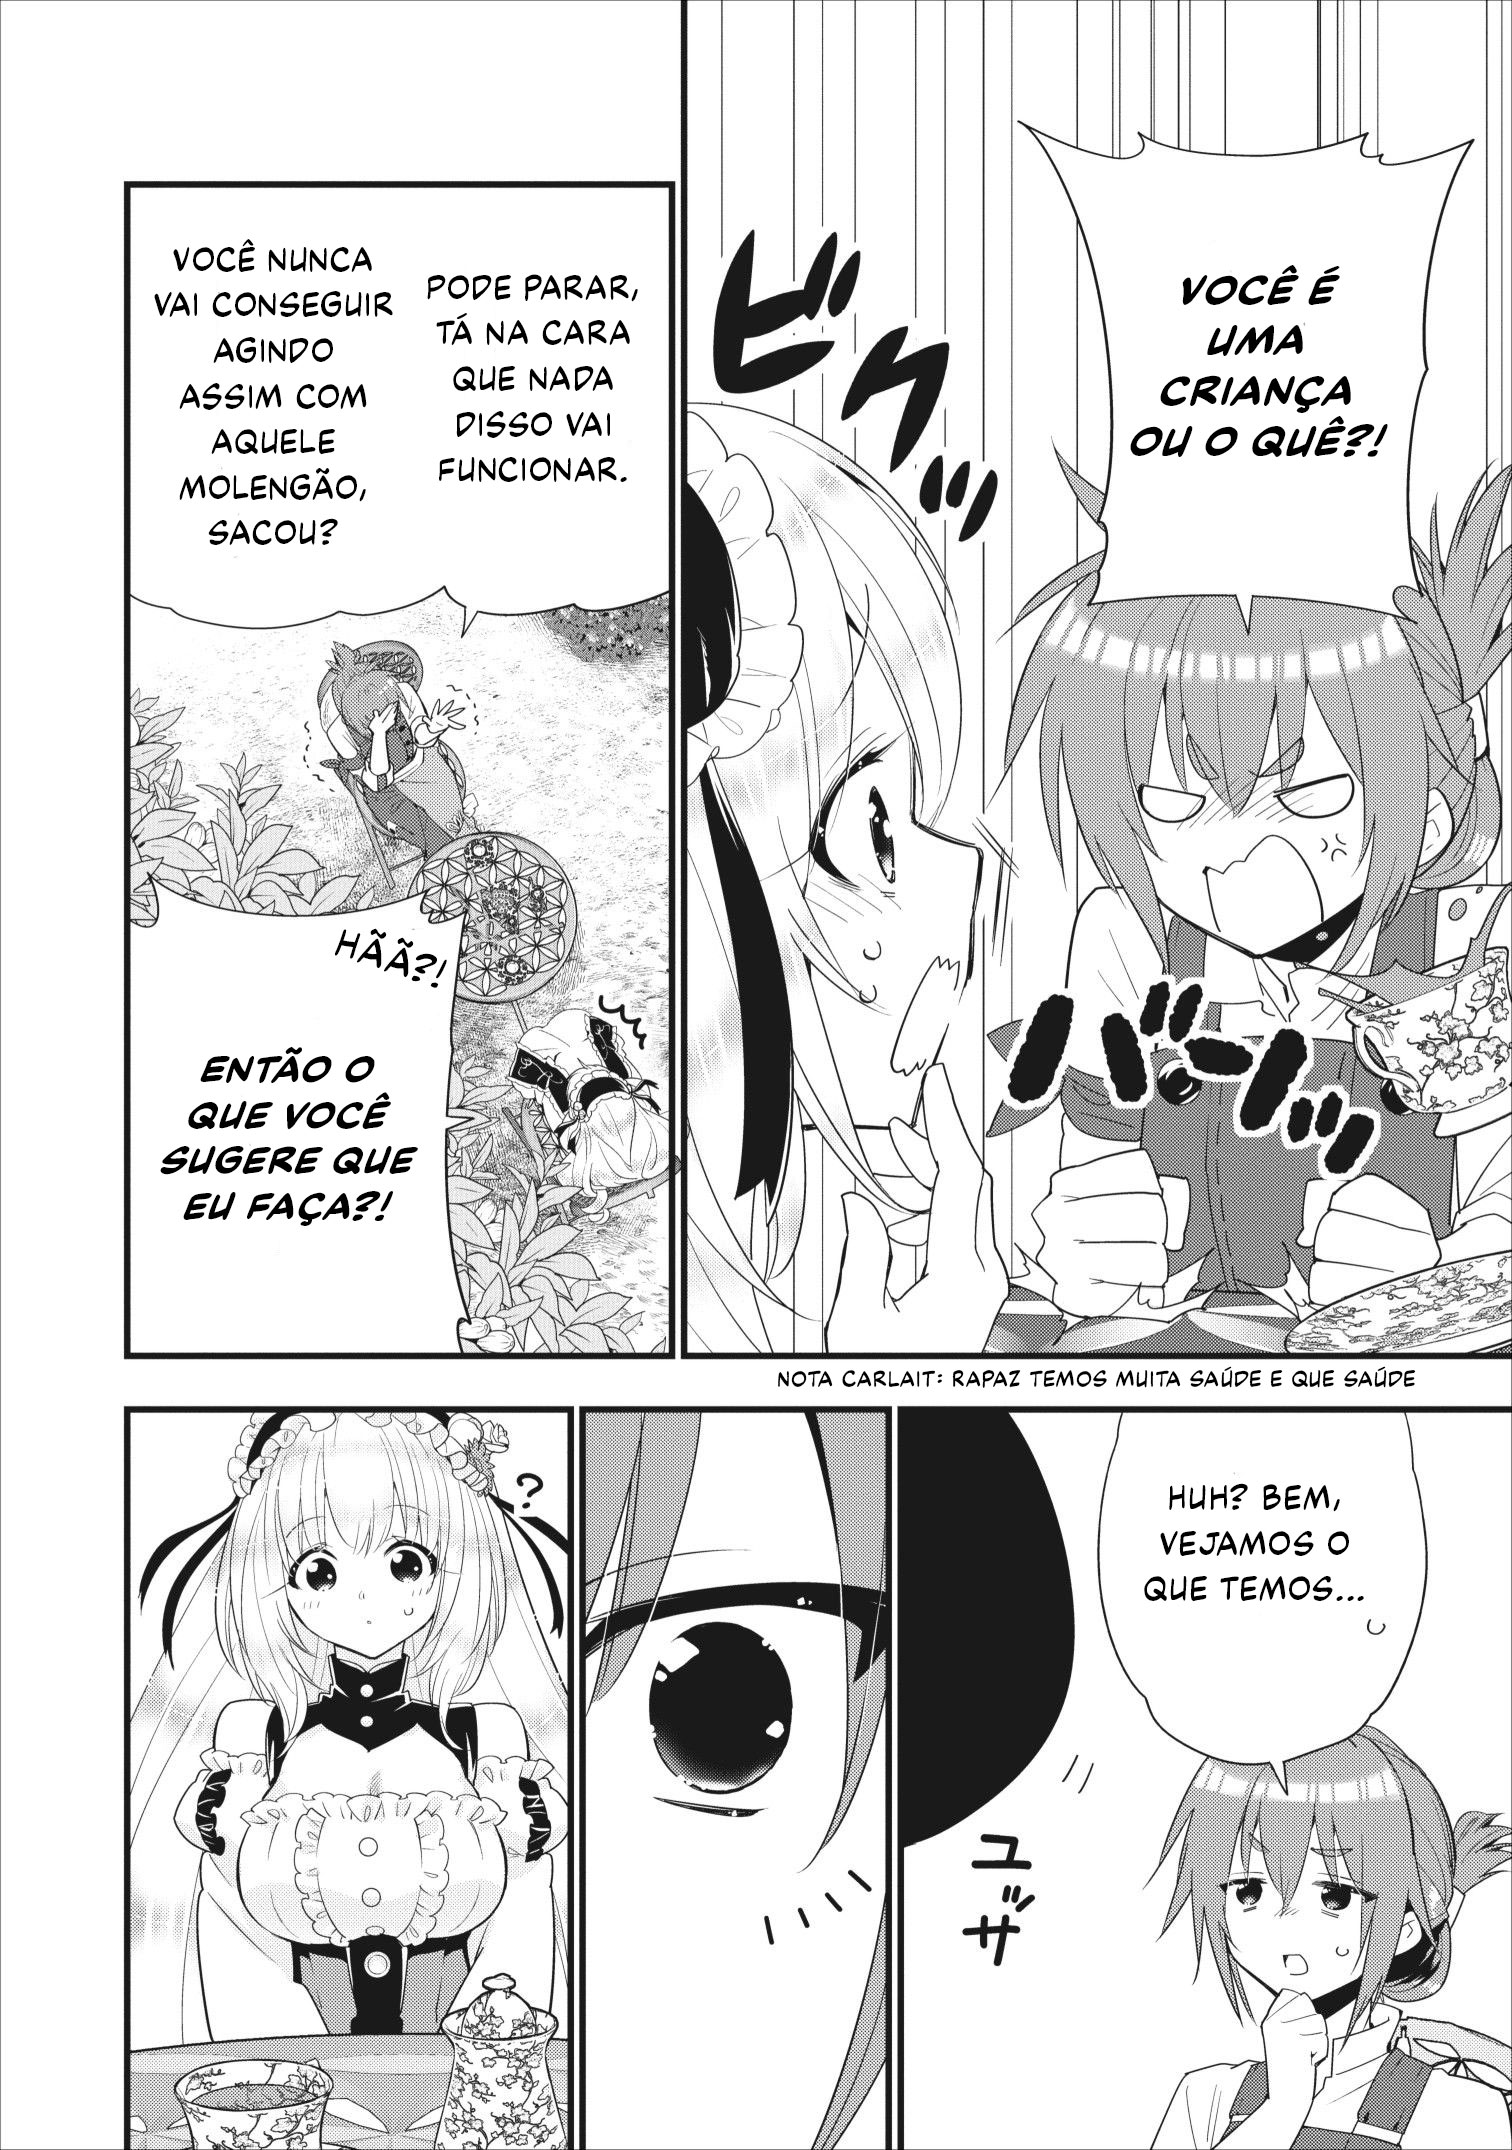 VOCÊ É
UMA
CRIANÇA
OU O QUÊ?!
ビクッ
バーッン
PODE PARAR,
TÁ NA CARA
QUE NADA
DISSO VAI
FUNCIONAR.
VOCÊ NUNCA
VAI CONSEGUIR
AGINDO
ASSIM COM
AQUELE
MOLENGÃO,
SACOU?
HÃÃ?!
ENTÃO O
QUE VOCÊ
SUGERE QUE
EU FAÇA?!
NOTA CARLAIT: RAPAZ TEMOS MUITA SAÚDE E QUE SAÚDE
HUH? BEM,
VEJAMOS O
QUE TEMOS...
ユッサ
?